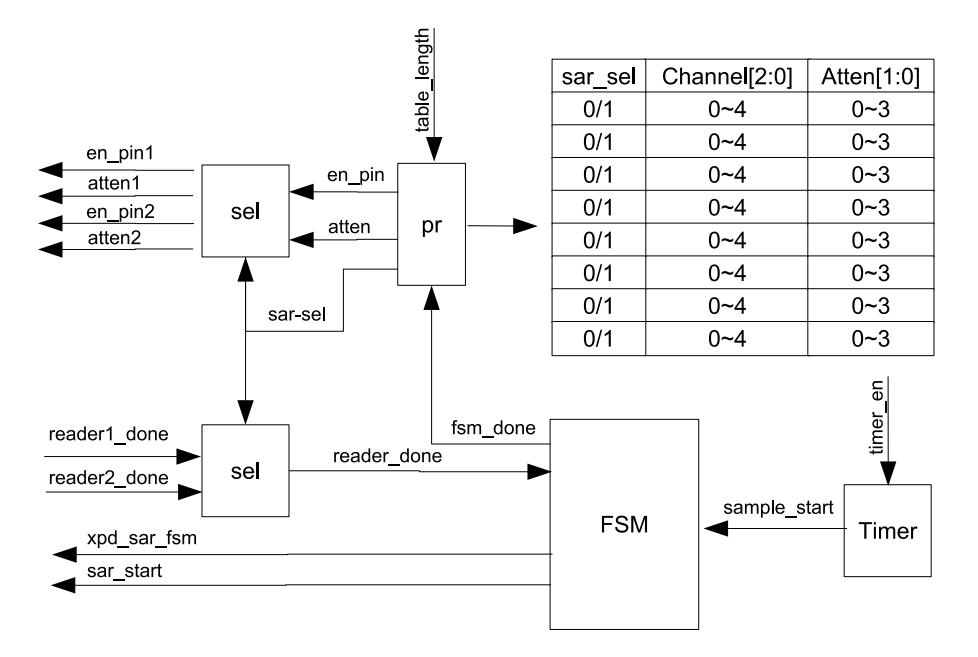 table_length
sar_sel Channel[2:0] Atten[1:0]
0/1 0~4 0~3
0/1 0~4 0~3
0/1 0~4 0~3
0/1 0~4 0~3
0/1 0~4 0~3
0/1 0~4 0~3
0/1 0~4 0~3
0/1 0~4 0~3
en_pin1
atten1
en_pin2
atten2
sel
en_pin
atten
pr
sar-sel
timer_en
reader1_done
reader2_done
sel
reader_done
fsm_done
FSM
sample_start
Timer
xpd_sar_fsm
sar_start